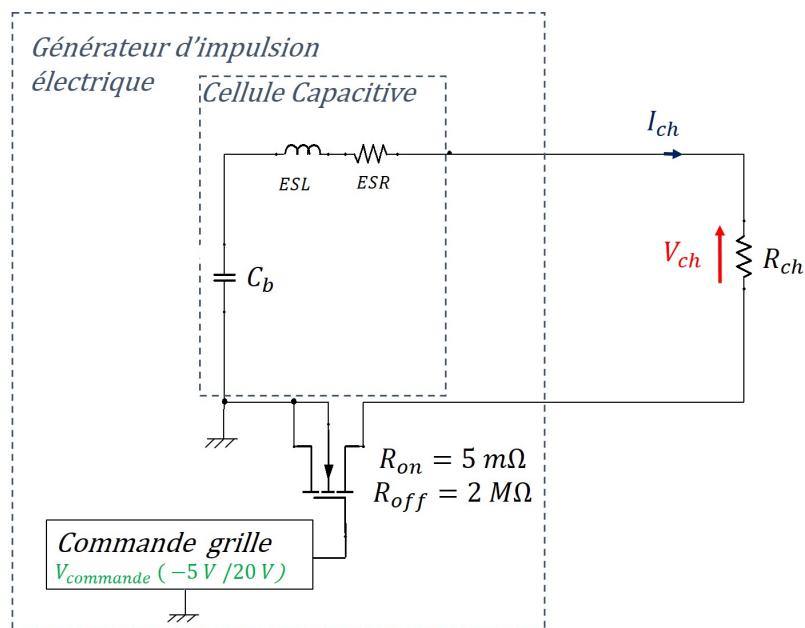 Générateur d'impulsion
électrique
Cellule Capacitive
I_ch
ESL
ESR
C_b
V_ch
R_ch
R_on = 5 mΩ
R_off = 2 MΩ
Commande grille
V_commande ( −5 V /20 V )